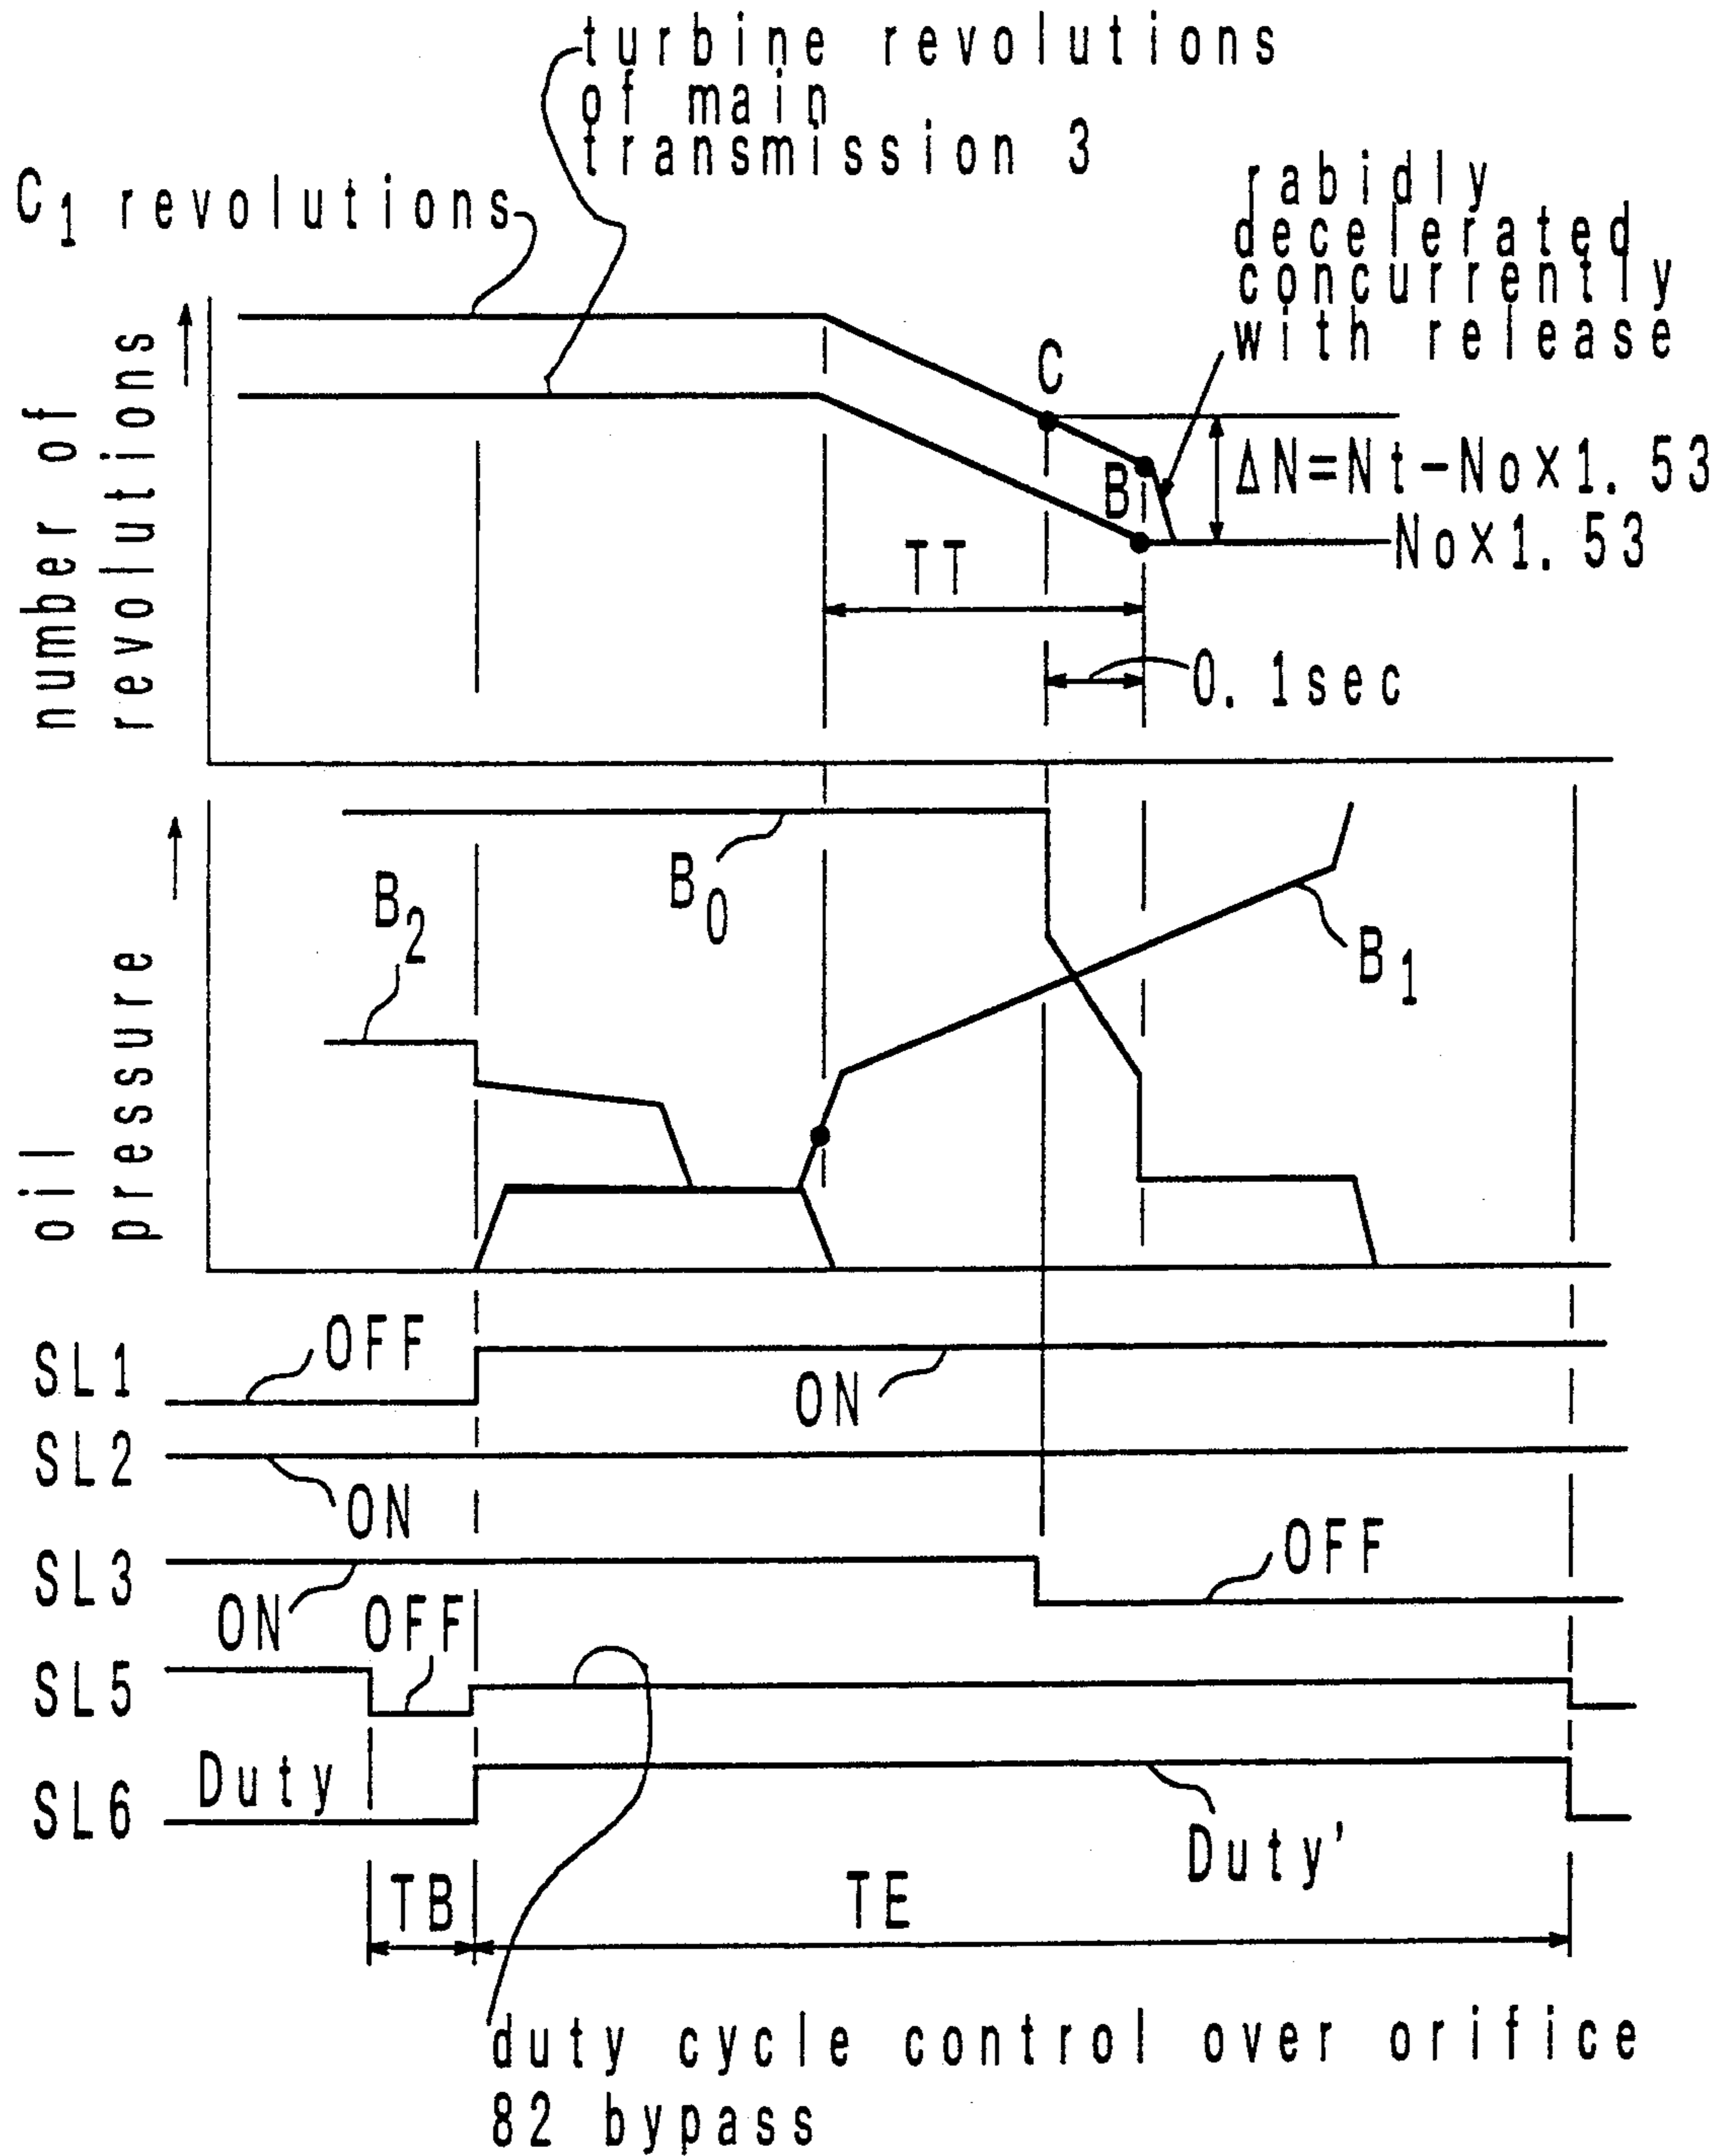 turbine revolutions
of main
transmission 3
C1 revolutions
rabidly
decelerated
concurrently
with release
number of
revolutions
C
B
ΔN=Nt-No×1.53
No×1.53
TT
0.1sec
oil
pressure
B2
B0
B1
SL1
OFF
ON
SL2
ON
SL3
ON
OFF
SL5
OFF
SL6
Duty
Duty'
TB
TE
duty cycle control over orifice
82 bypass